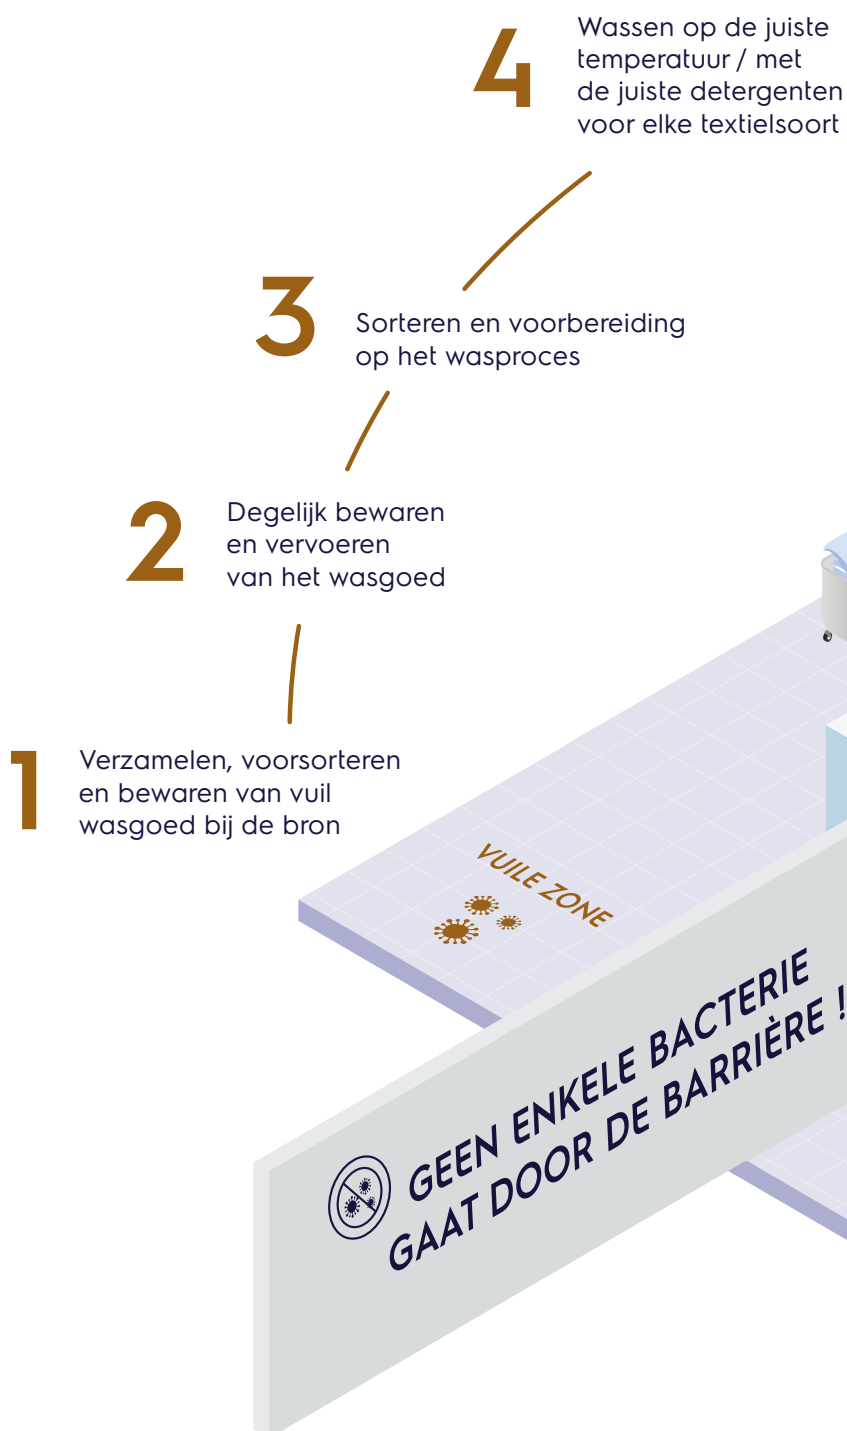 4
Wassen op de juiste
temperatuur / met
de juiste detergenten
voor elke textielsoort
3
Sorteren en voorbereiding
op het wasproces
2
Degelijk bewaren
en vervoeren
van het wasgoed
1
Verzamelen, voorsorteren
en bewaren van vuil
wasgoed bij de bron
VUILE ZONE
GEEN ENKELE BACTERIE
GAAT DOOR DE BARRIÈRE !